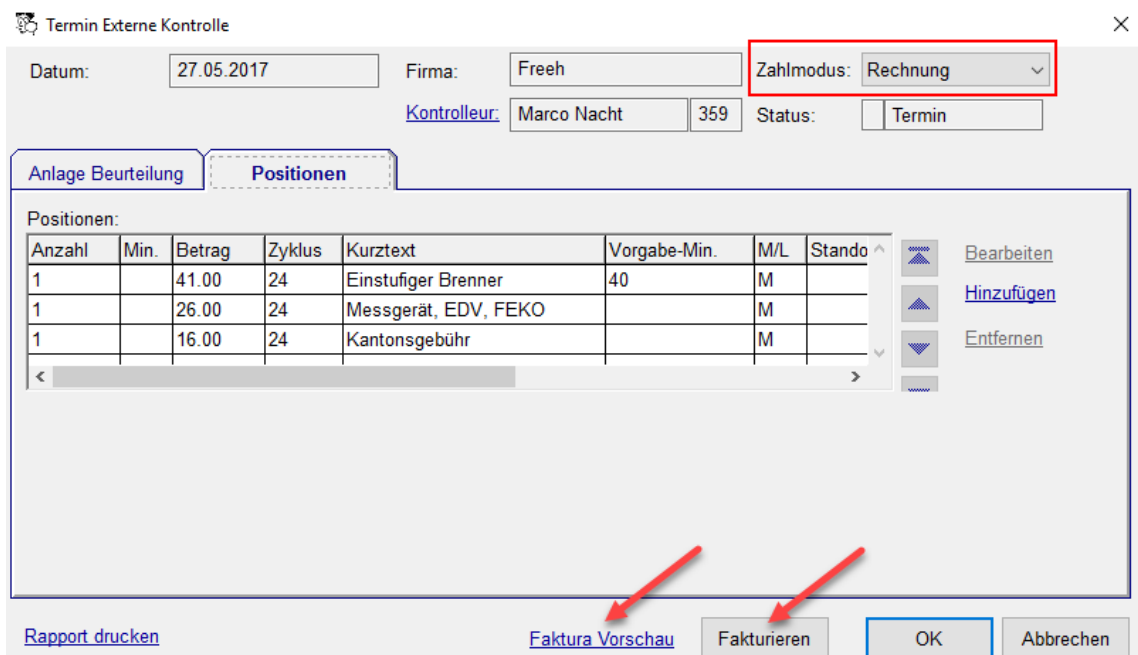 Termin Externe Kontrolle
Datum: 27.05.2017 Firma: Freeh Zahlmodus: Rechnung
Kontrolleur: Marco Nacht 359 Status: Termin
Anlage Beurteilung Positionen
Positionen:
Anzahl Min. Betrag Zyklus Kurztext Vorgabe-Min. M/L Stando
1 41.00 24 Einstufiger Brenner 40 M
1 26.00 24 Messgerät, EDV, FEKO M
1 16.00 24 Kantonsgebühr M
Bearbeiten
Hinzufügen
Entfernen
Rapport drucken Faktura Vorschau Fakturieren OK Abbrechen